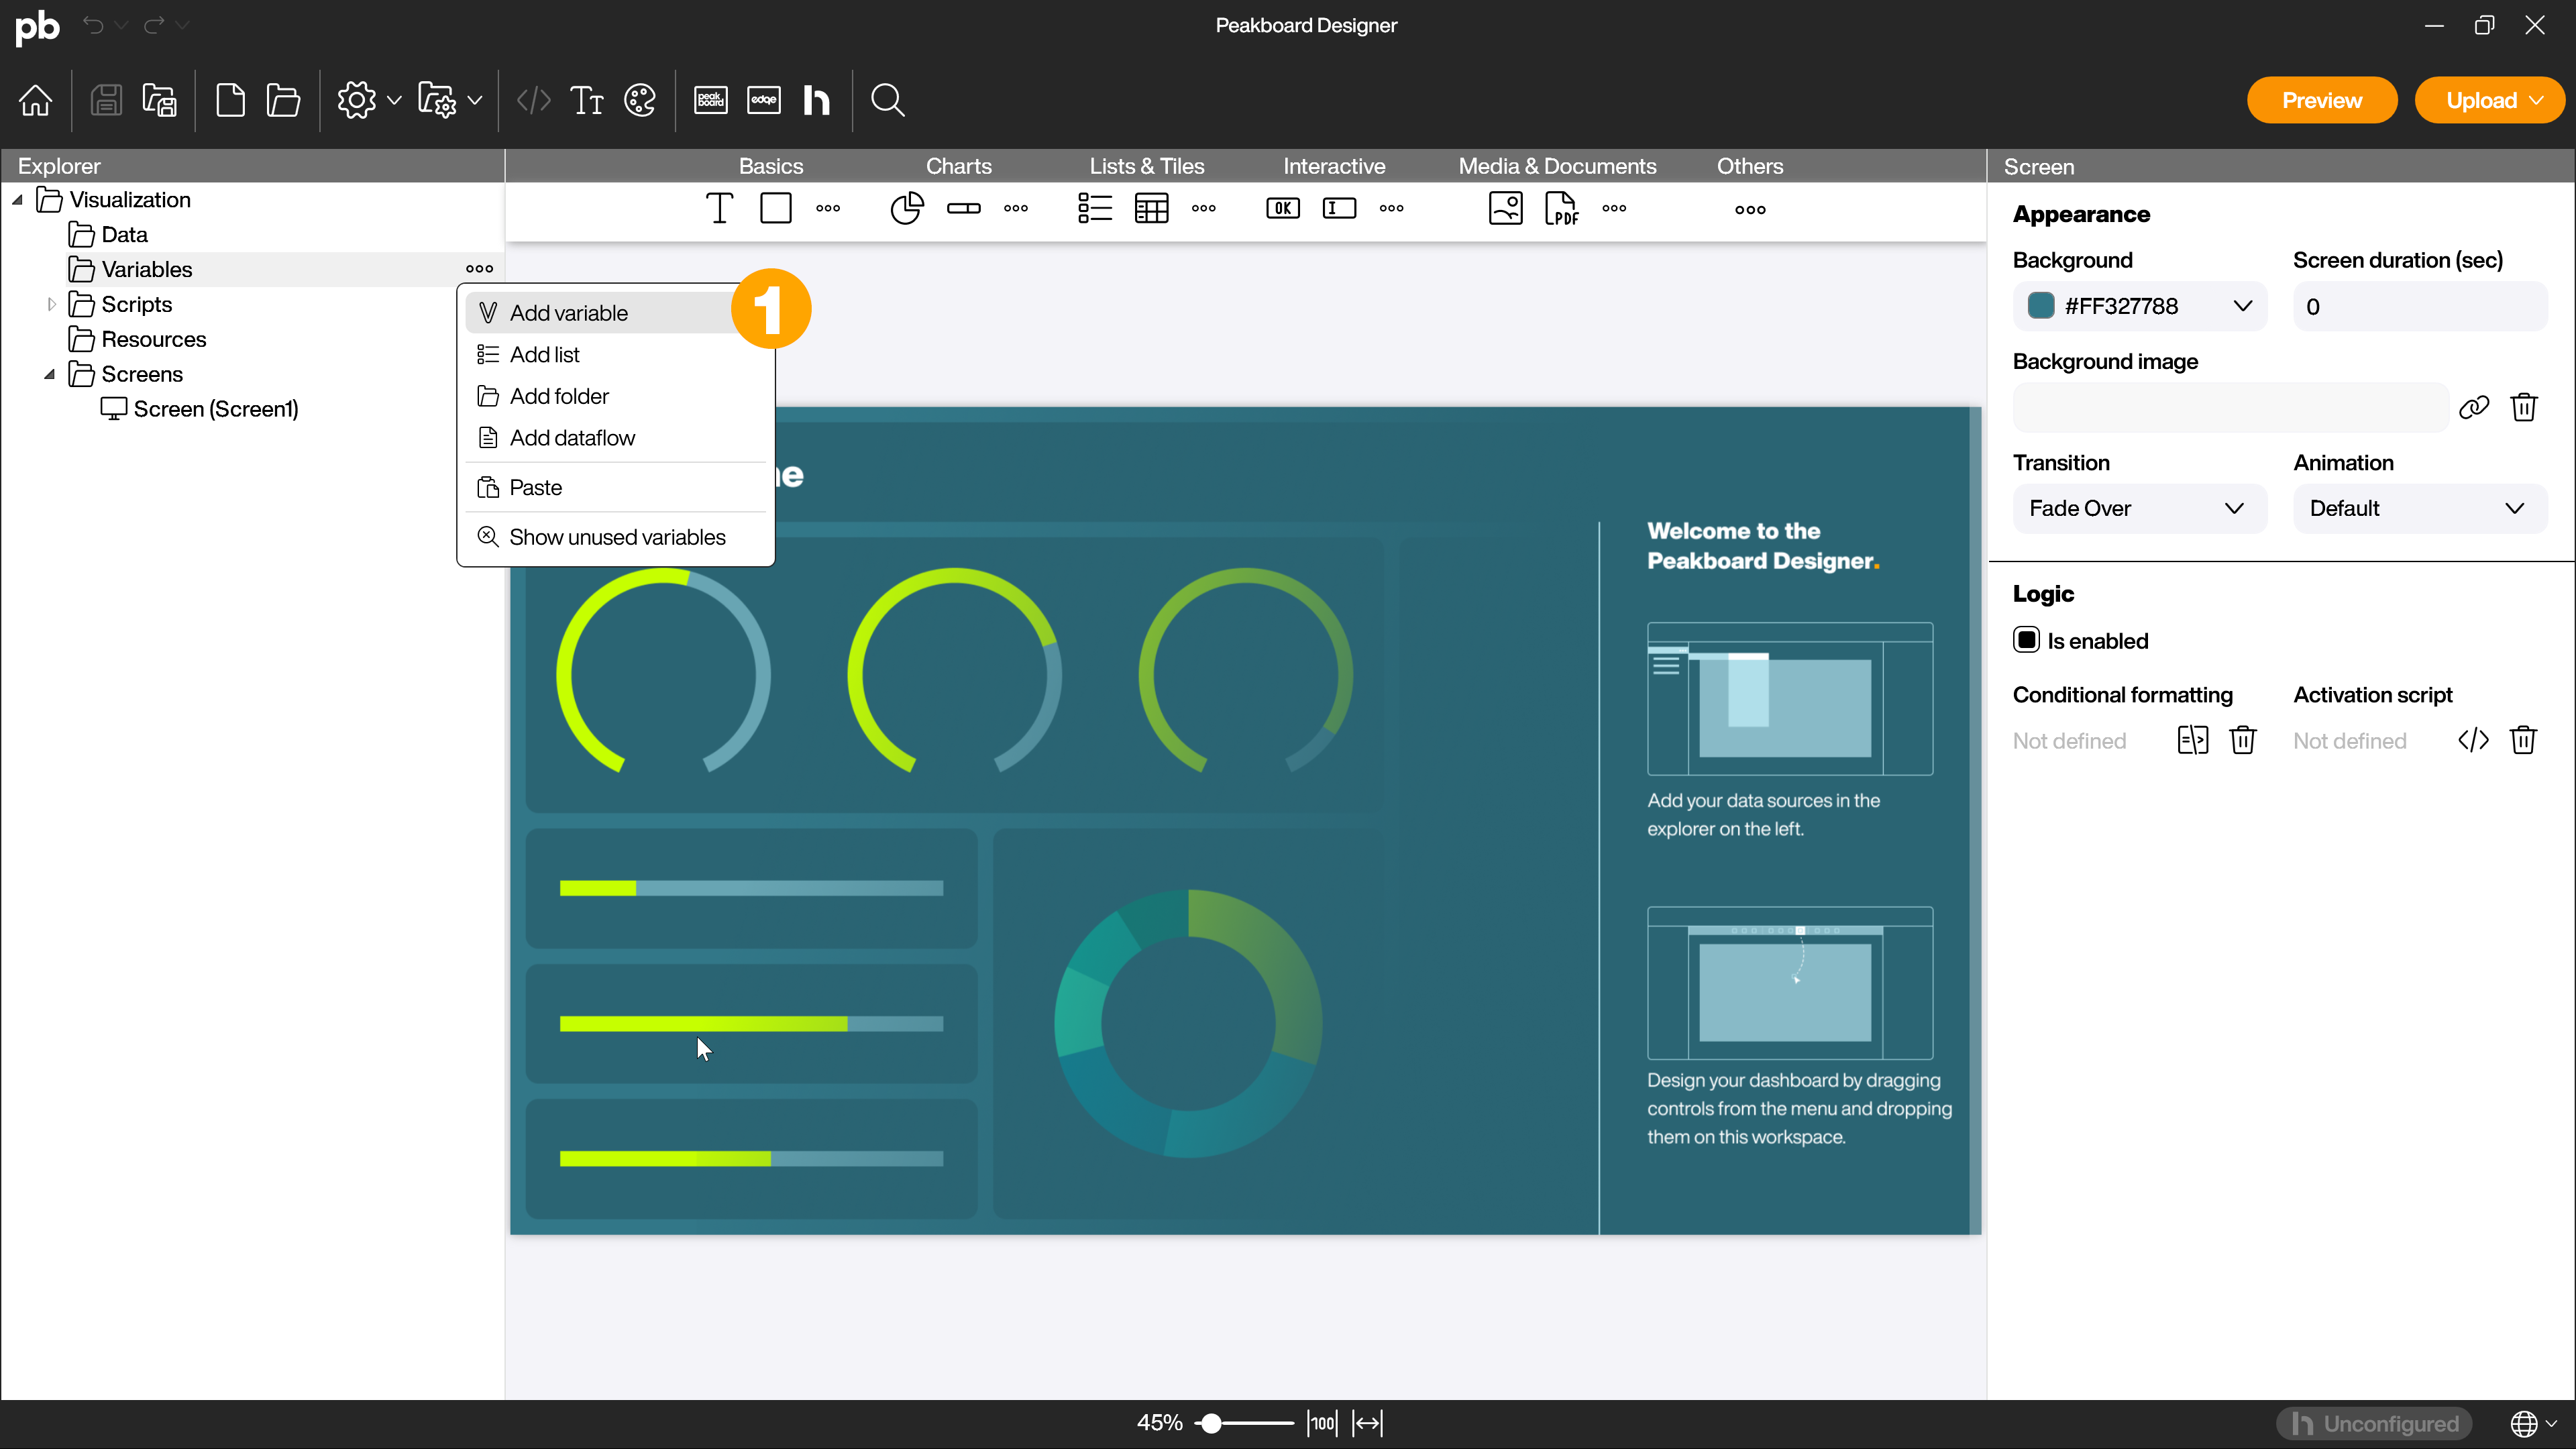 pb
Peakboard Designer
peak
board
edge
h
Preview
Upload
Explorer
Basics
Charts
Lists & Tiles
Interactive
Media & Documents
Others
Screen
Visualization
Data
Variables
Scripts
Resources
Screens
Screen (Screen1)
OK
I
PDF
Add variable
1
Add list
Add folder
Add dataflow
Paste
Show unused variables
Welcome to the
Peakboard Designer.
Add your data sources in the
explorer on the left.
Design your dashboard by dragging
controls from the menu and dropping
them on this workspace.
Appearance
Background
Screen duration (sec)
#FF327788
0
Background image
Transition
Animation
Fade Over
Default
Logic
Is enabled
Conditional formatting
Activation script
Not defined
Not defined
45%
100
h Unconfigured